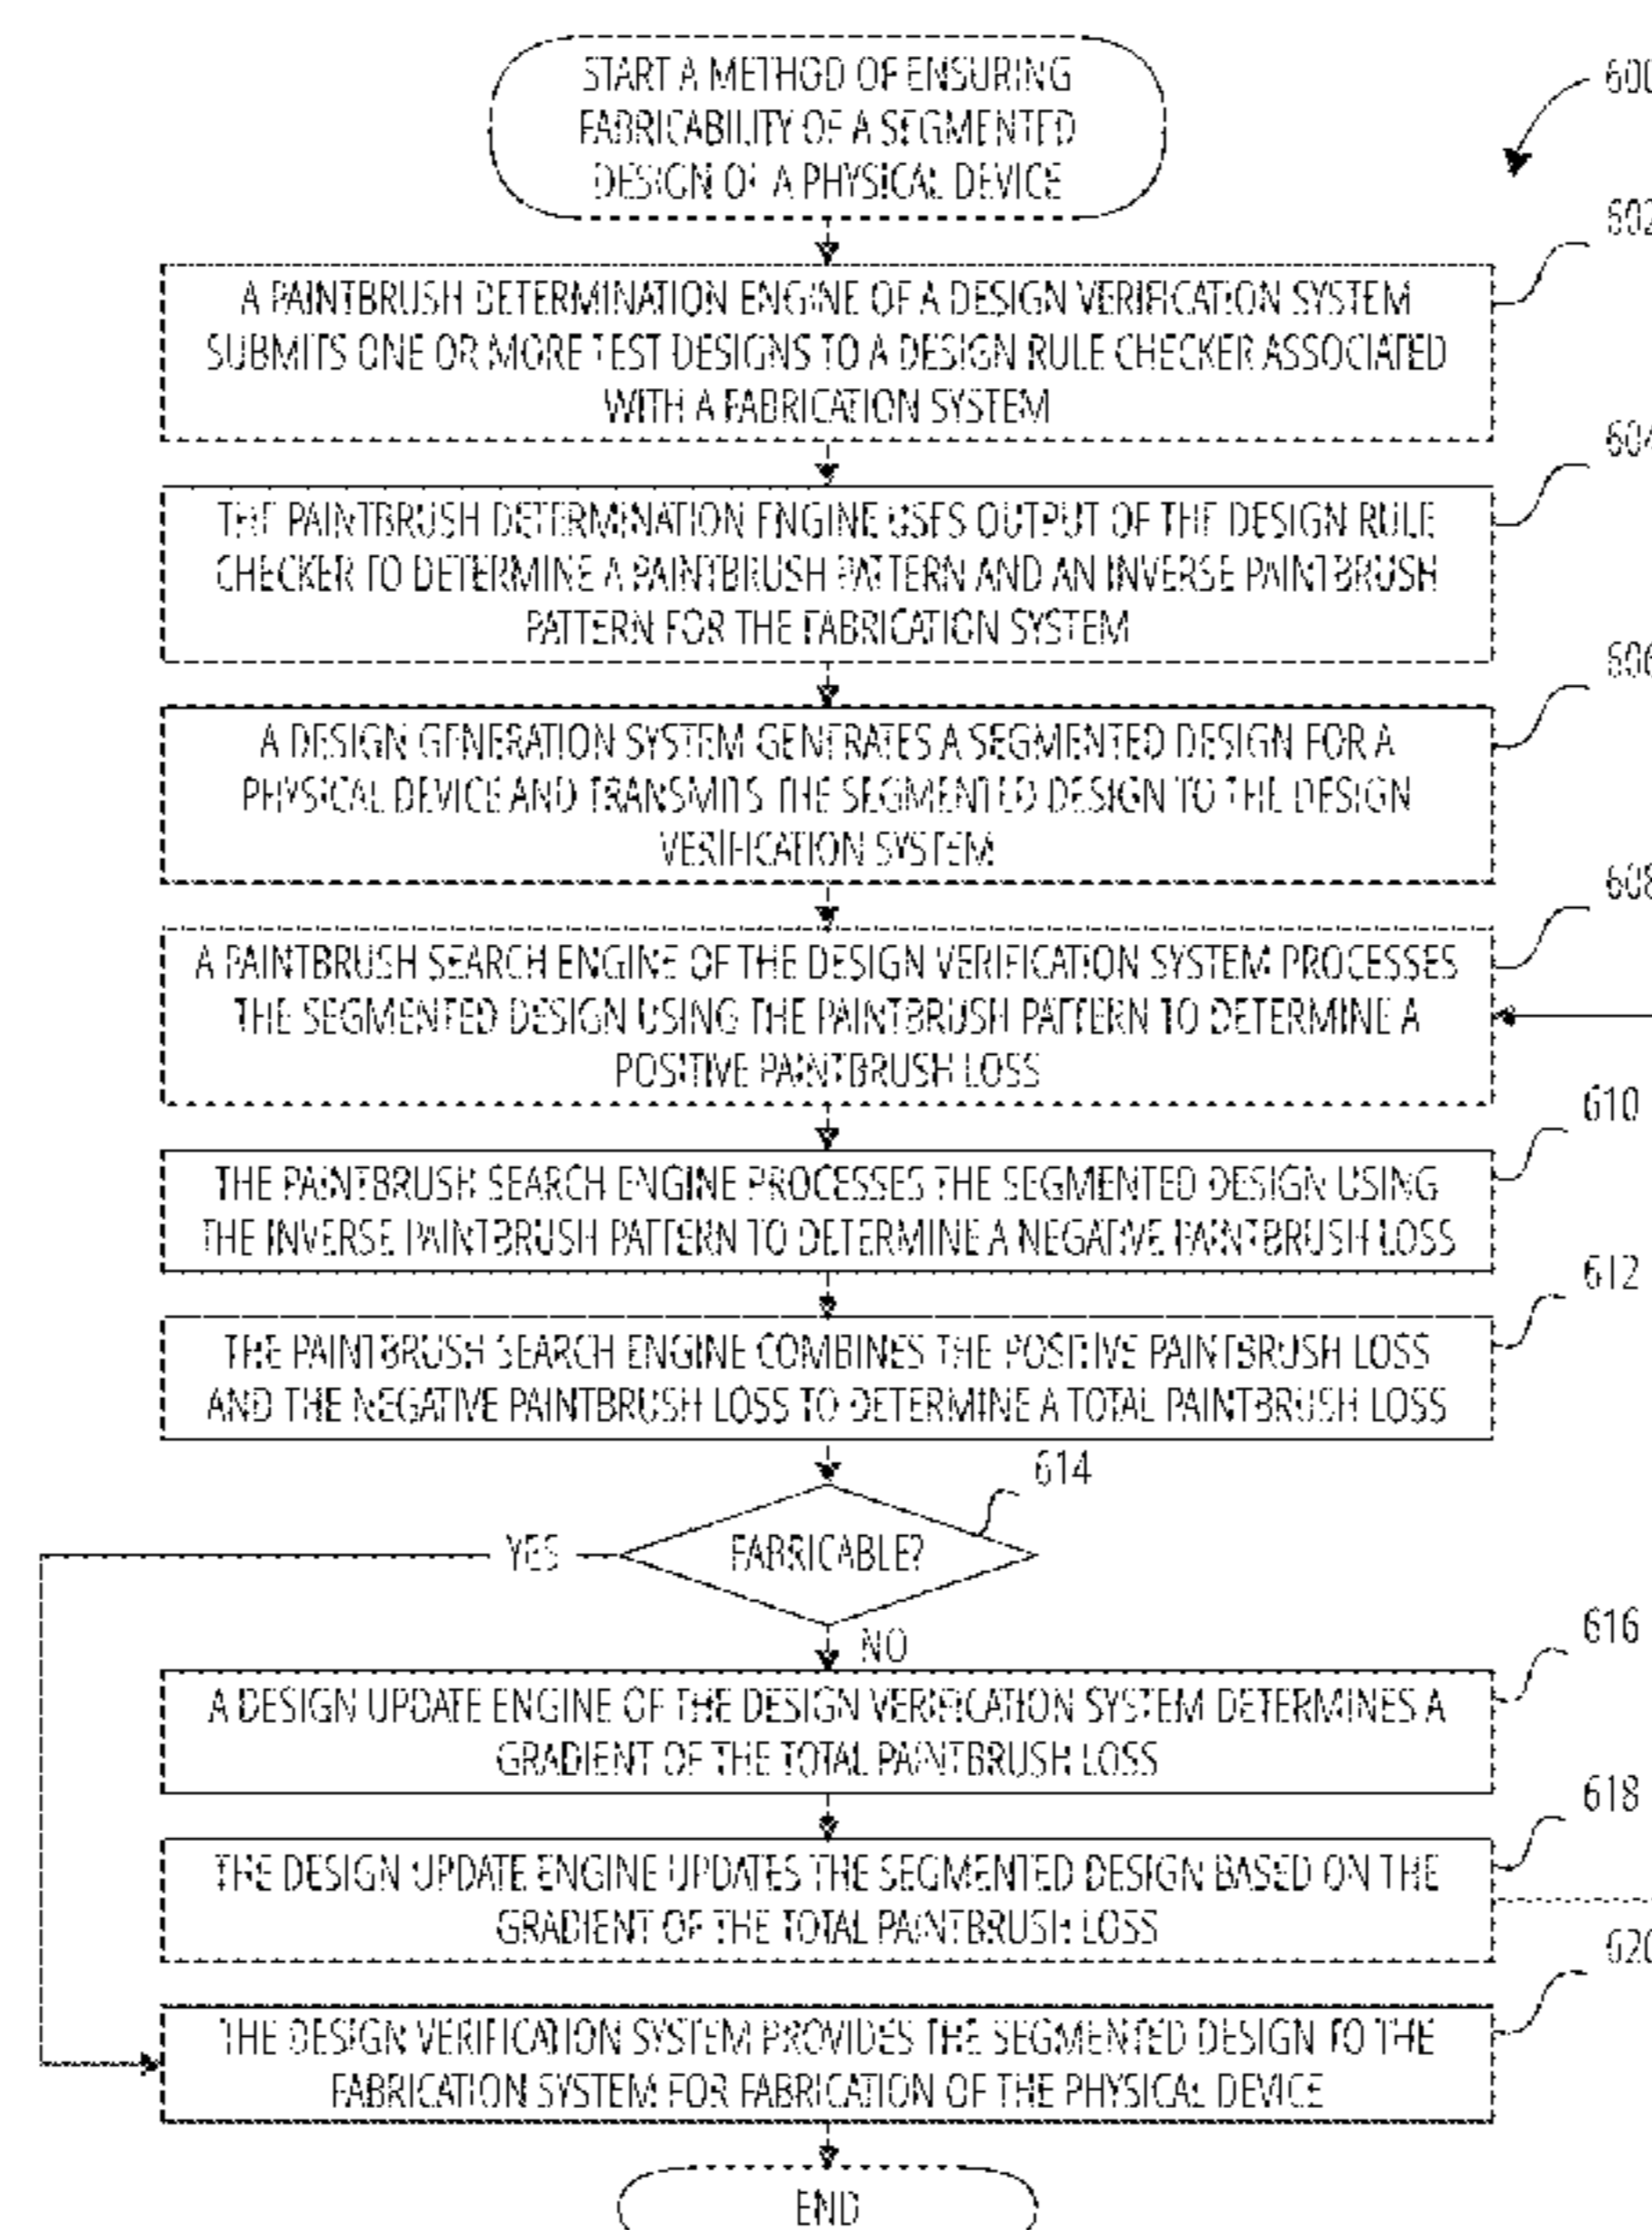 START A METHOD OF ENSURING
FABRICABILITY OF A SEGMENTED
DESIGN OF A PHYSICAL DEVICE
600
602
A PAINTBRUSH DETERMINATION ENGINE OF A DESIGN VERIFICATION SYSTEM
SUBMITS ONE OR MORE TEST DESIGNS TO A DESIGN RULE CHECKER ASSOCIATED
WITH A FABRICATION SYSTEM
604
THE PAINTBRUSH DETERMINATION ENGINE USES OUTPUT OF THE DESIGN RULE
CHECKER TO DETERMINE A PAINTBRUSH PATTERN AND AN INVERSE PAINTBRUSH
PATTERN FOR THE FABRICATION SYSTEM
606
A DESIGN GENERATION SYSTEM GENERATES A SEGMENTED DESIGN FOR A
PHYSICAL DEVICE AND TRANSMITS THE SEGMENTED DESIGN TO THE DESIGN
VERIFICATION SYSTEM
608
A PAINTBRUSH SEARCH ENGINE OF THE DESIGN VERIFICATION SYSTEM PROCESSES
THE SEGMENTED DESIGN USING THE PAINTBRUSH PATTERN TO DETERMINE A
POSITIVE PAINTBRUSH LOSS
610
THE PAINTBRUSH SEARCH ENGINE PROCESSES THE SEGMENTED DESIGN USING
THE INVERSE PAINTBRUSH PATTERN TO DETERMINE A NEGATIVE PAINTBRUSH LOSS
612
THE PAINTBRUSH SEARCH ENGINE COMBINES THE POSITIVE PAINTBRUSH LOSS
AND THE NEGATIVE PAINTBRUSH LOSS TO DETERMINE A TOTAL PAINTBRUSH LOSS
614
YES
FABRICABLE?
NO
616
A DESIGN UPDATE ENGINE OF THE DESIGN VERIFICATION SYSTEM DETERMINES A
GRADIENT OF THE TOTAL PAINTBRUSH LOSS
618
THE DESIGN UPDATE ENGINE UPDATES THE SEGMENTED DESIGN BASED ON THE
GRADIENT OF THE TOTAL PAINTBRUSH LOSS
620
THE DESIGN VERIFICATION SYSTEM PROVIDES THE SEGMENTED DESIGN TO THE
FABRICATION SYSTEM FOR FABRICATION OF THE PHYSICAL DEVICE
END